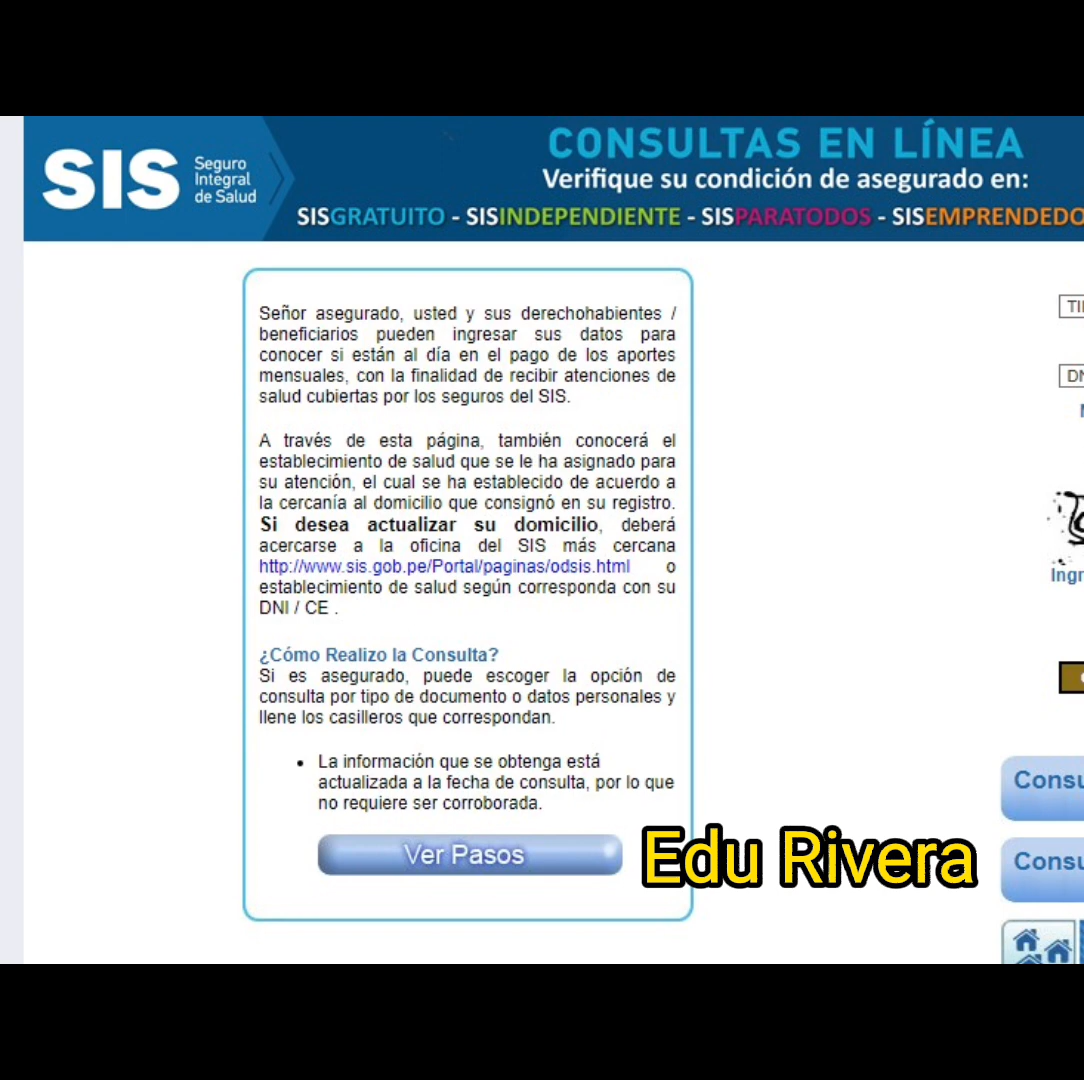 SIS
Seguro
Integral
de Salud
CONSULTAS EN LÍNEA
Verifique su condición de asegurado en:
SISGRATUITO - SISINDEPENDIENTE - SISPARATODOS - SISEMPRENDEDO
Señor asegurado, usted y sus derechohabientes /
beneficiarios pueden ingresar sus datos para
conocer si están al día en el pago de los aportes
mensuales, con la finalidad de recibir atenciones de
salud cubiertas por los seguros del SIS.
A través de esta página, también conocerá el
establecimiento de salud que se le ha asignado para
su atención, el cual se ha establecido de acuerdo a
la cercanía al domicilio que consignó en su registro.
Si desea actualizar su domicilio, deberá
acercarse a la oficina del SIS más cercana
http://www.sis.gob.pe/Portal/paginas/odsis.html o
establecimiento de salud según corresponda con su
DNI / CE .
¿Cómo Realizo la Consulta?
Si es asegurado, puede escoger la opción de
consulta por tipo de documento o datos personales y
llene los casilleros que correspondan.
• La información que se obtenga está
actualizada a la fecha de consulta, por lo que
no requiere ser corroborada.
Ver Pasos
Edu Rivera
Ingr
Consu
Consu